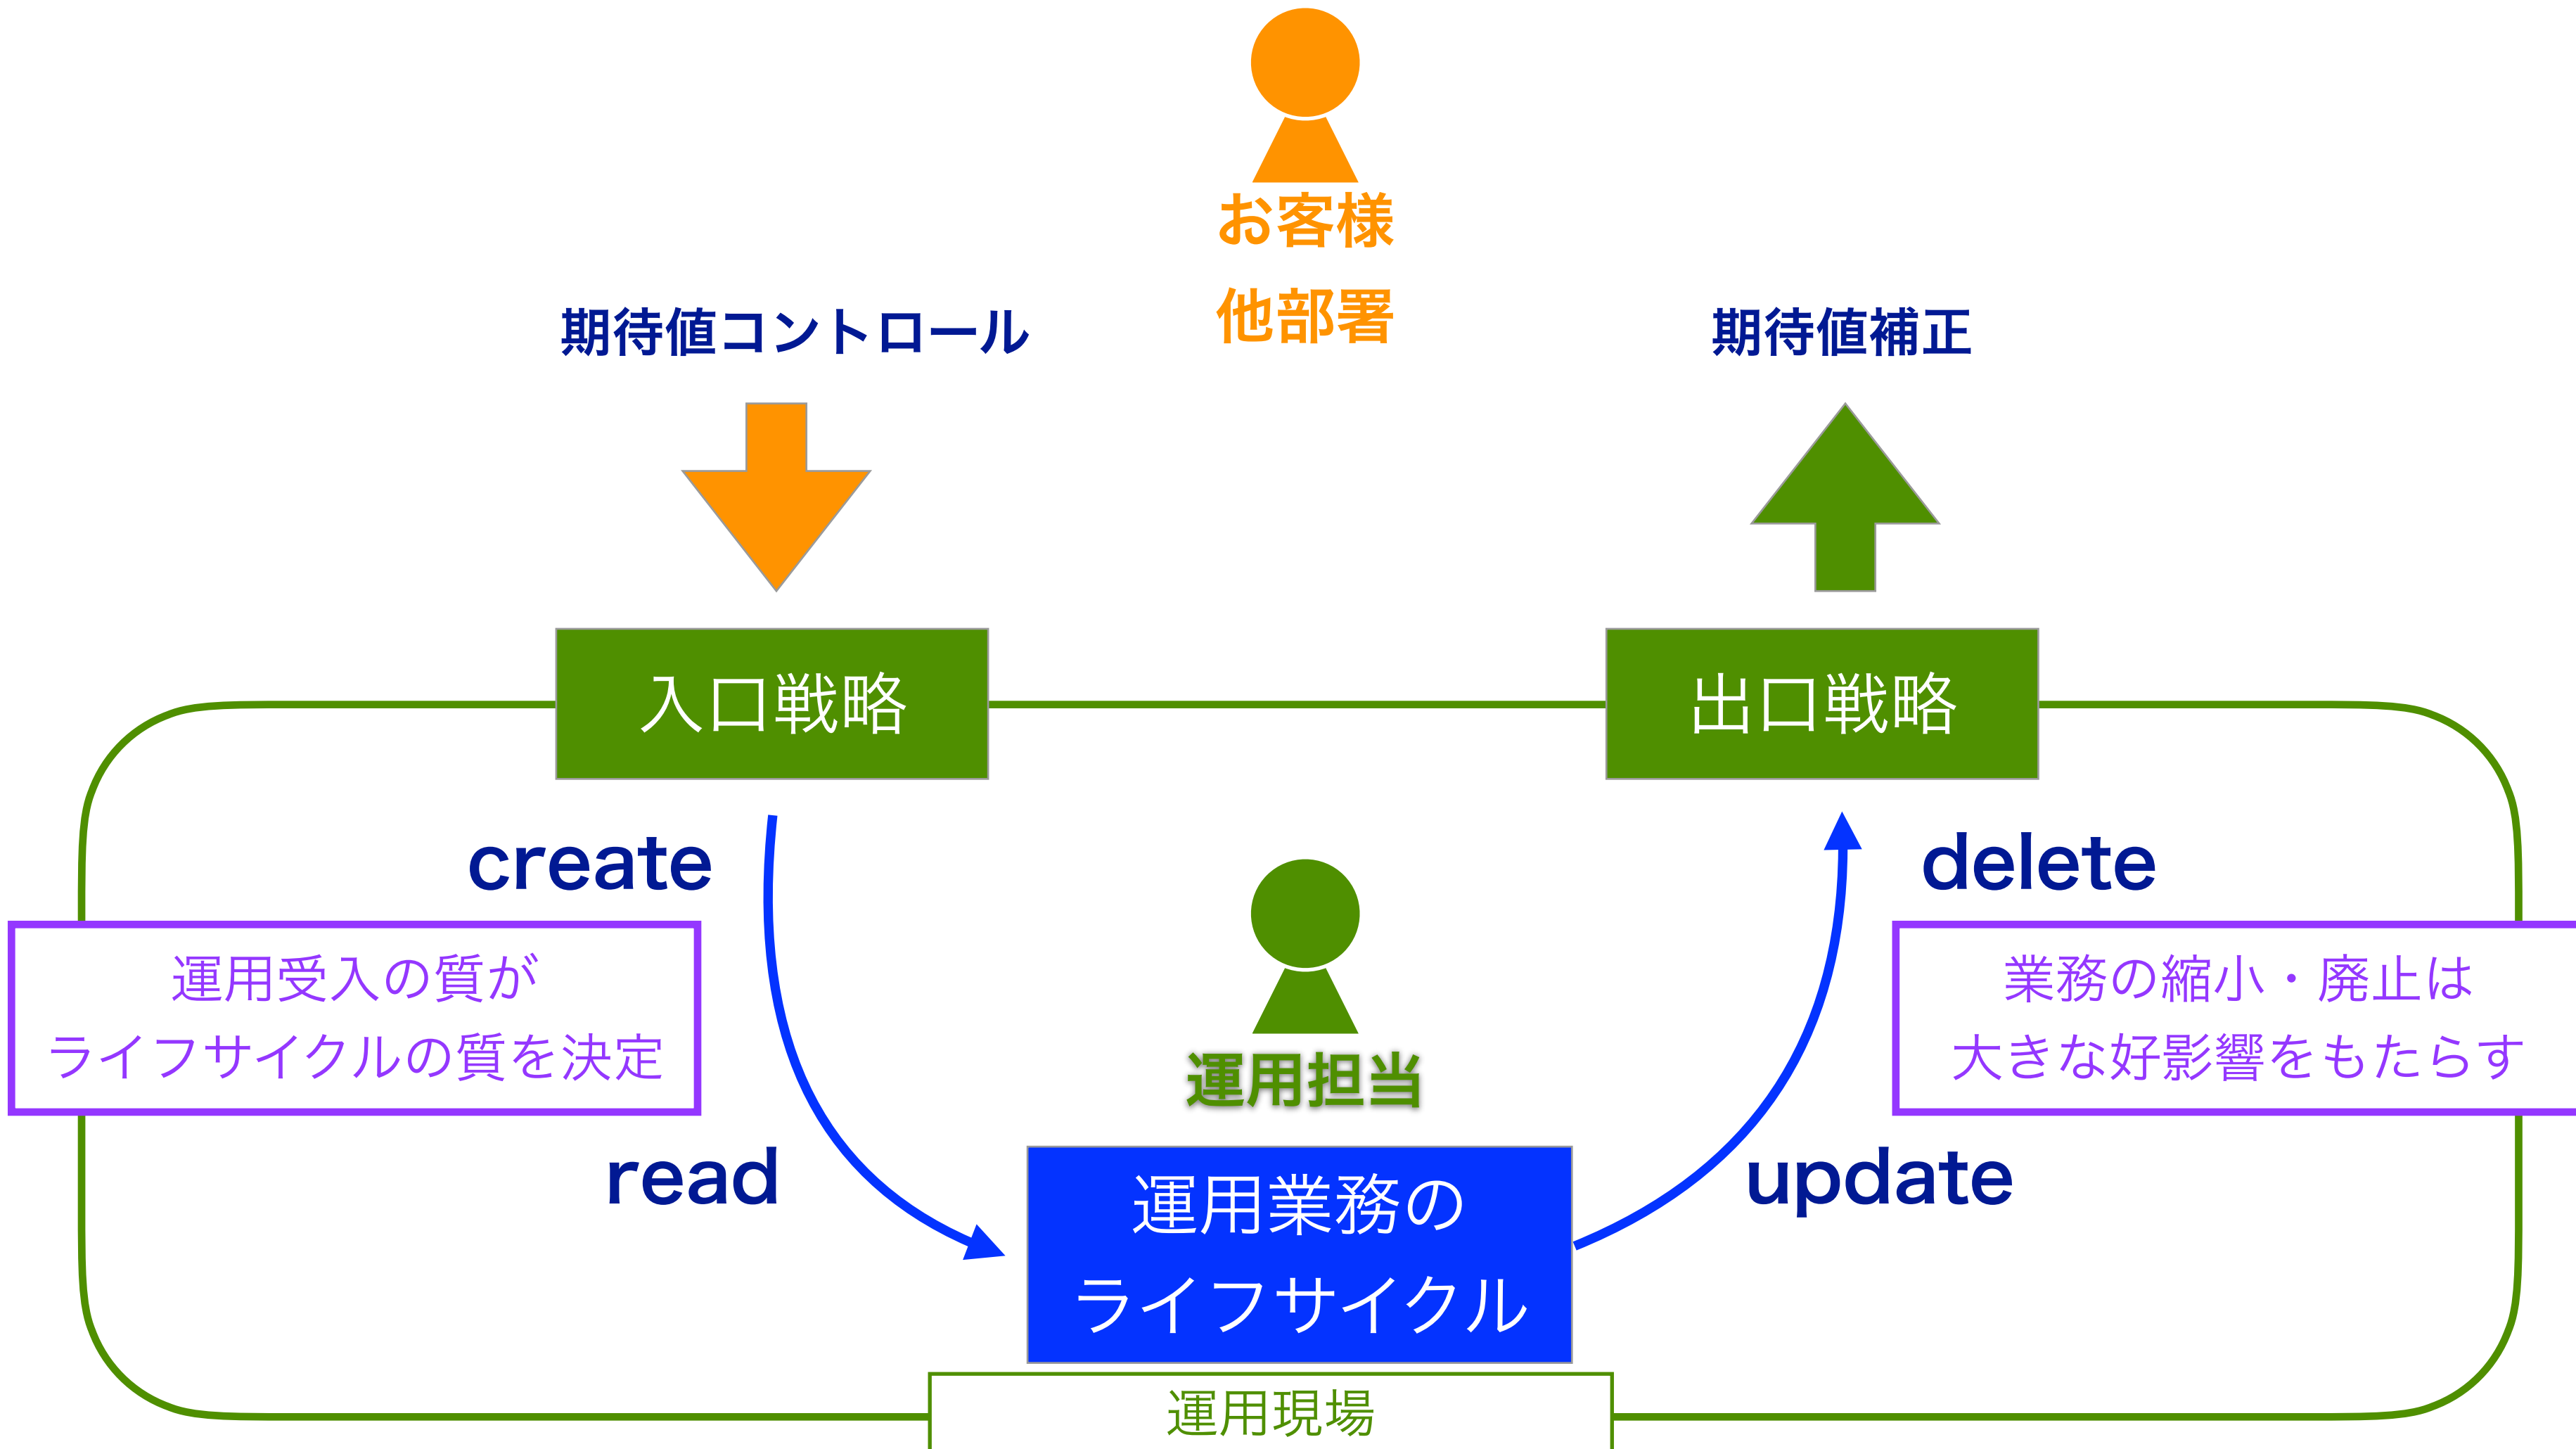 お客様
他部署
期待値コントロール
期待値補正
入口戦略
出口戦略
create
delete
運用受入の質が
ライフサイクルの質を決定
業務の縮小・廃止は
大きな好影響をもたらす
運用担当
read
update
運用業務の
ライフサイクル
運用現場